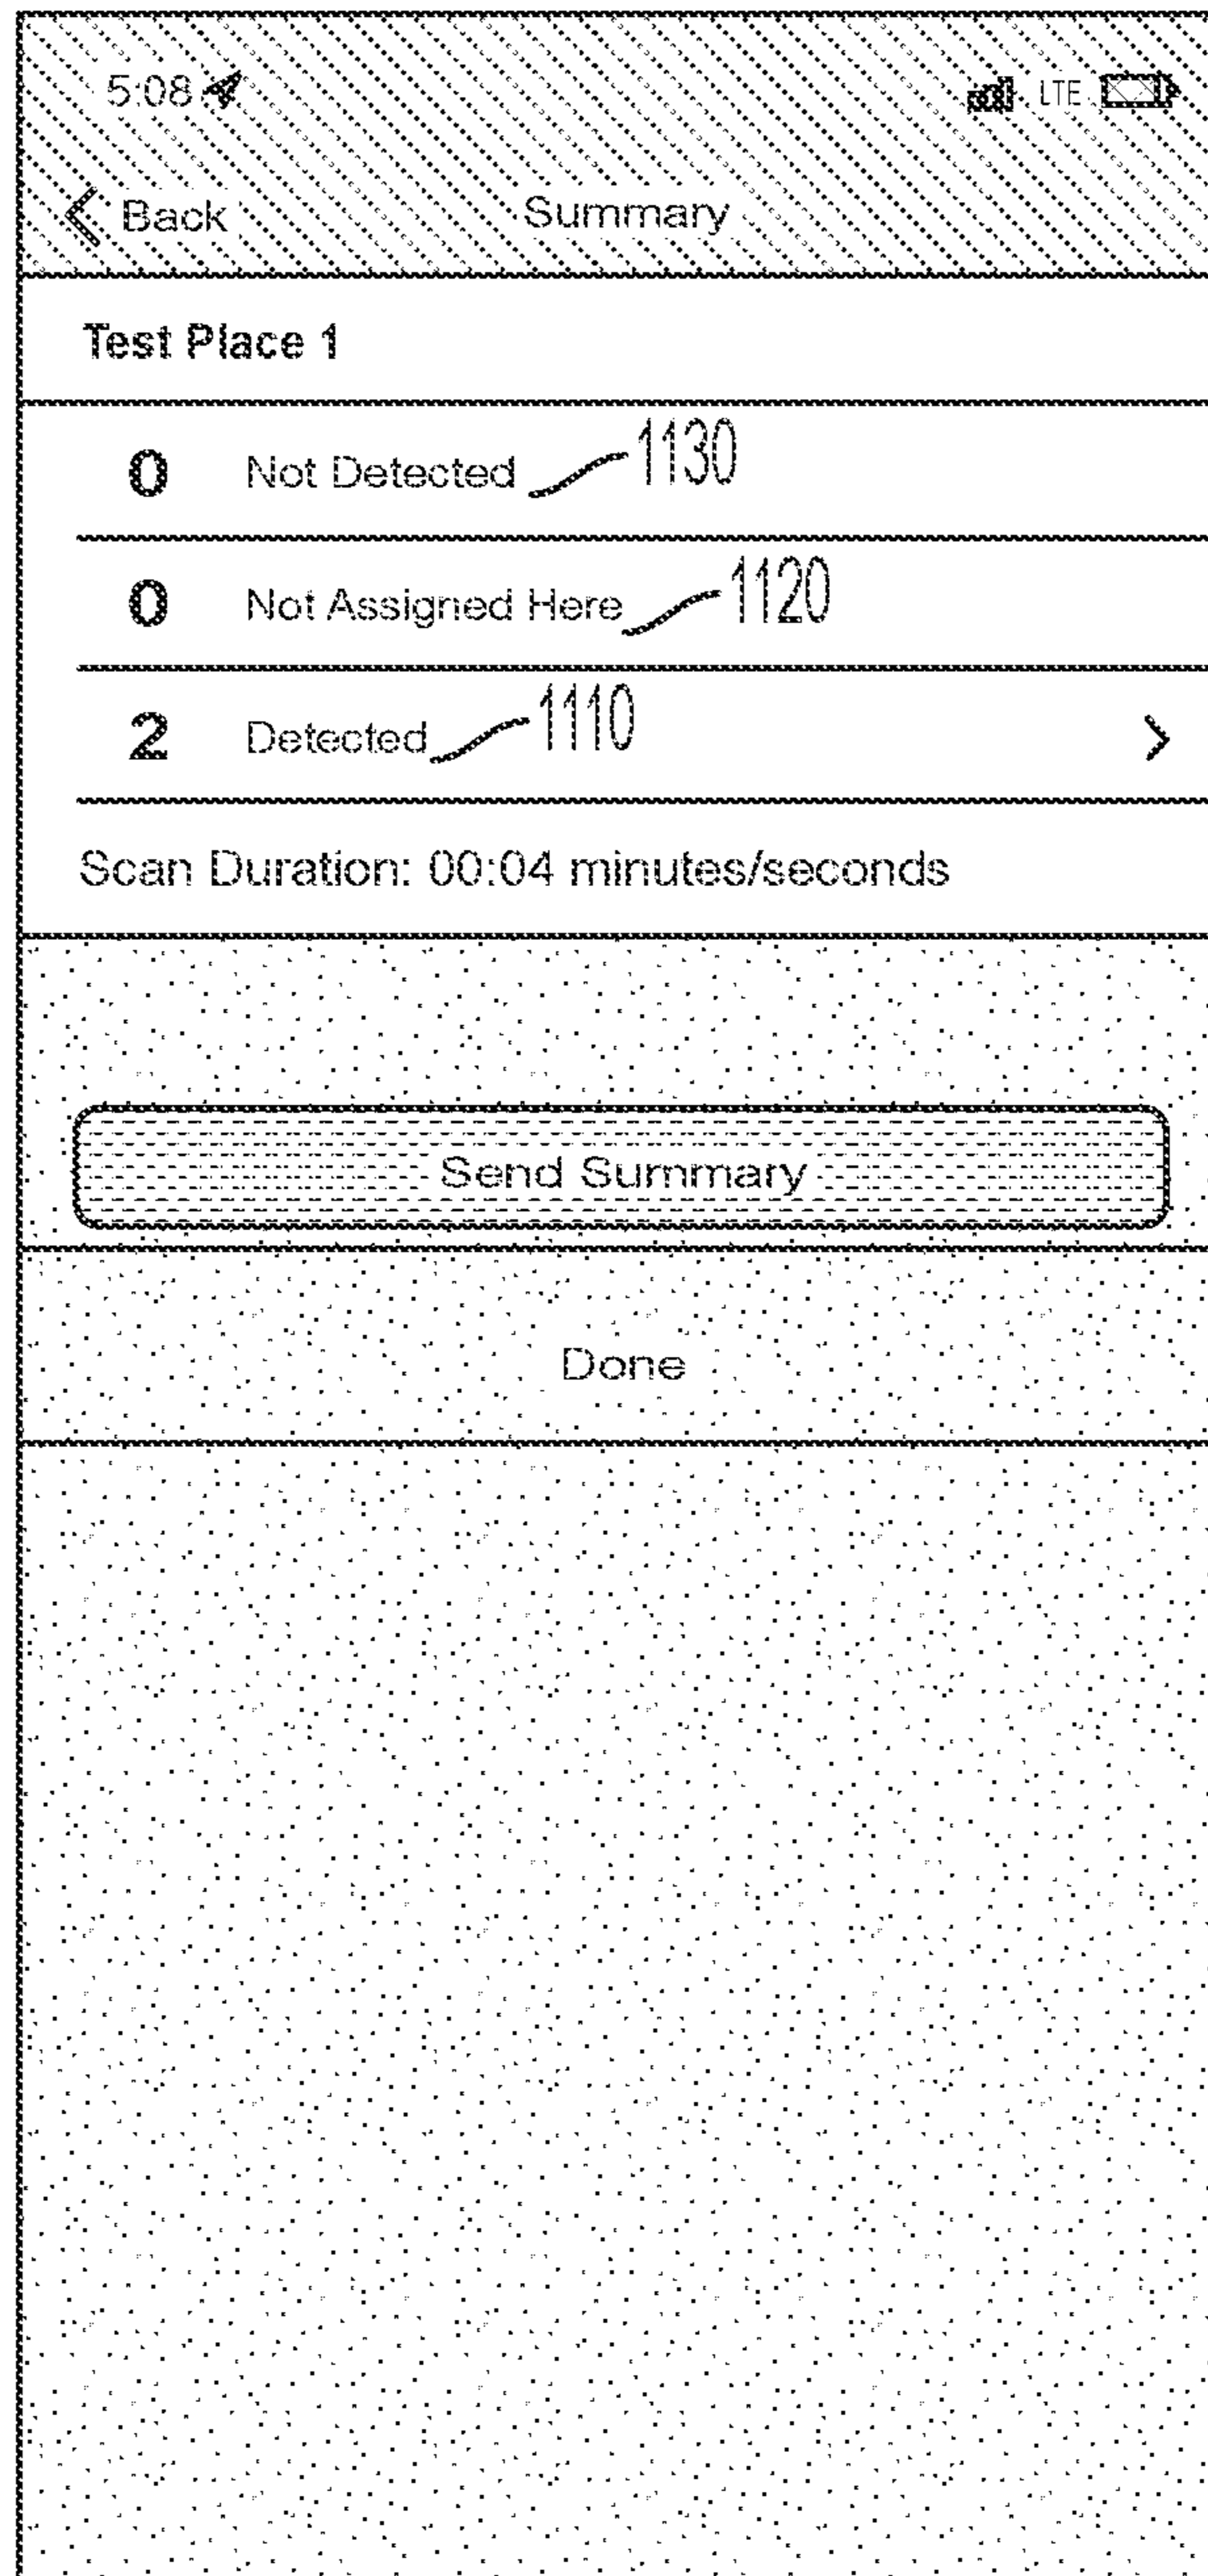 5:08 LTE
Back Summary
Test Place 1
0 Not Detected 1130
0 Not Assigned Here 1120
2 Detected 1110
Scan Duration: 00:04 minutes/seconds
Send Summary
Done